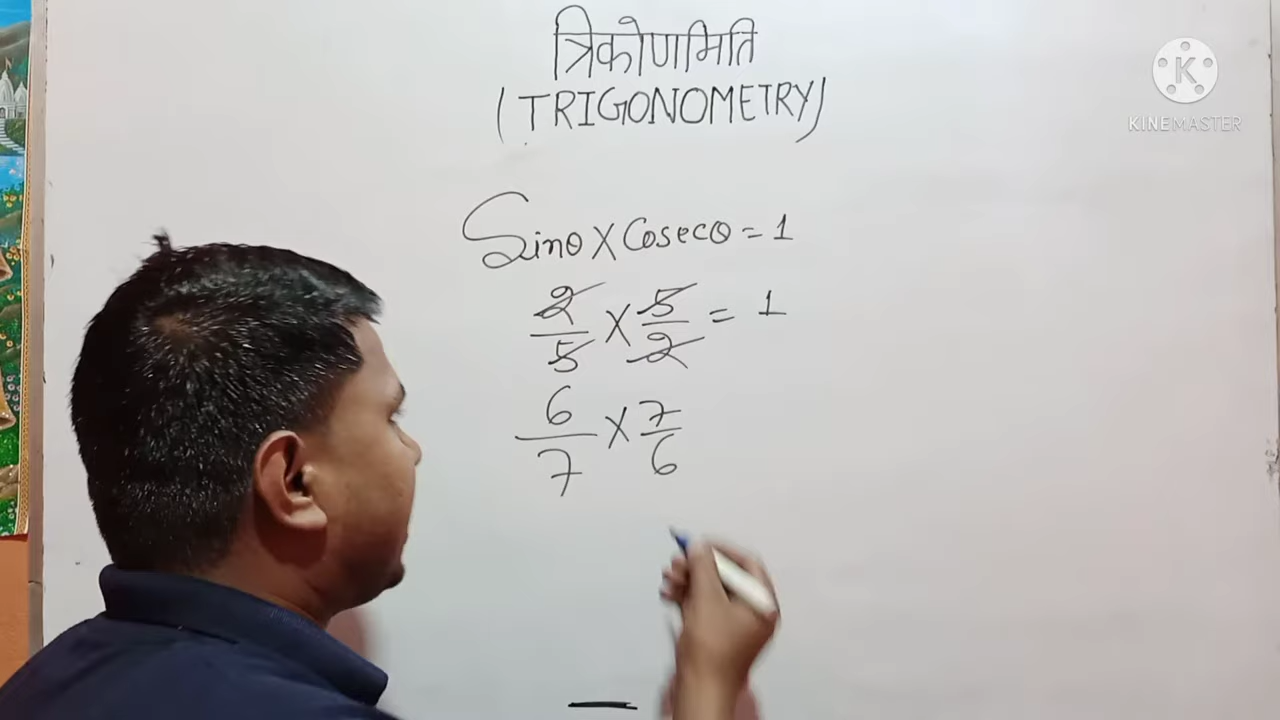 त्रिकोणमिति
(TRIGONOMETRY)
K
KINEMASTER
Sinθ X Cosecθ = 1
2/5 X 5/2 = 1
6/7 X 7/6